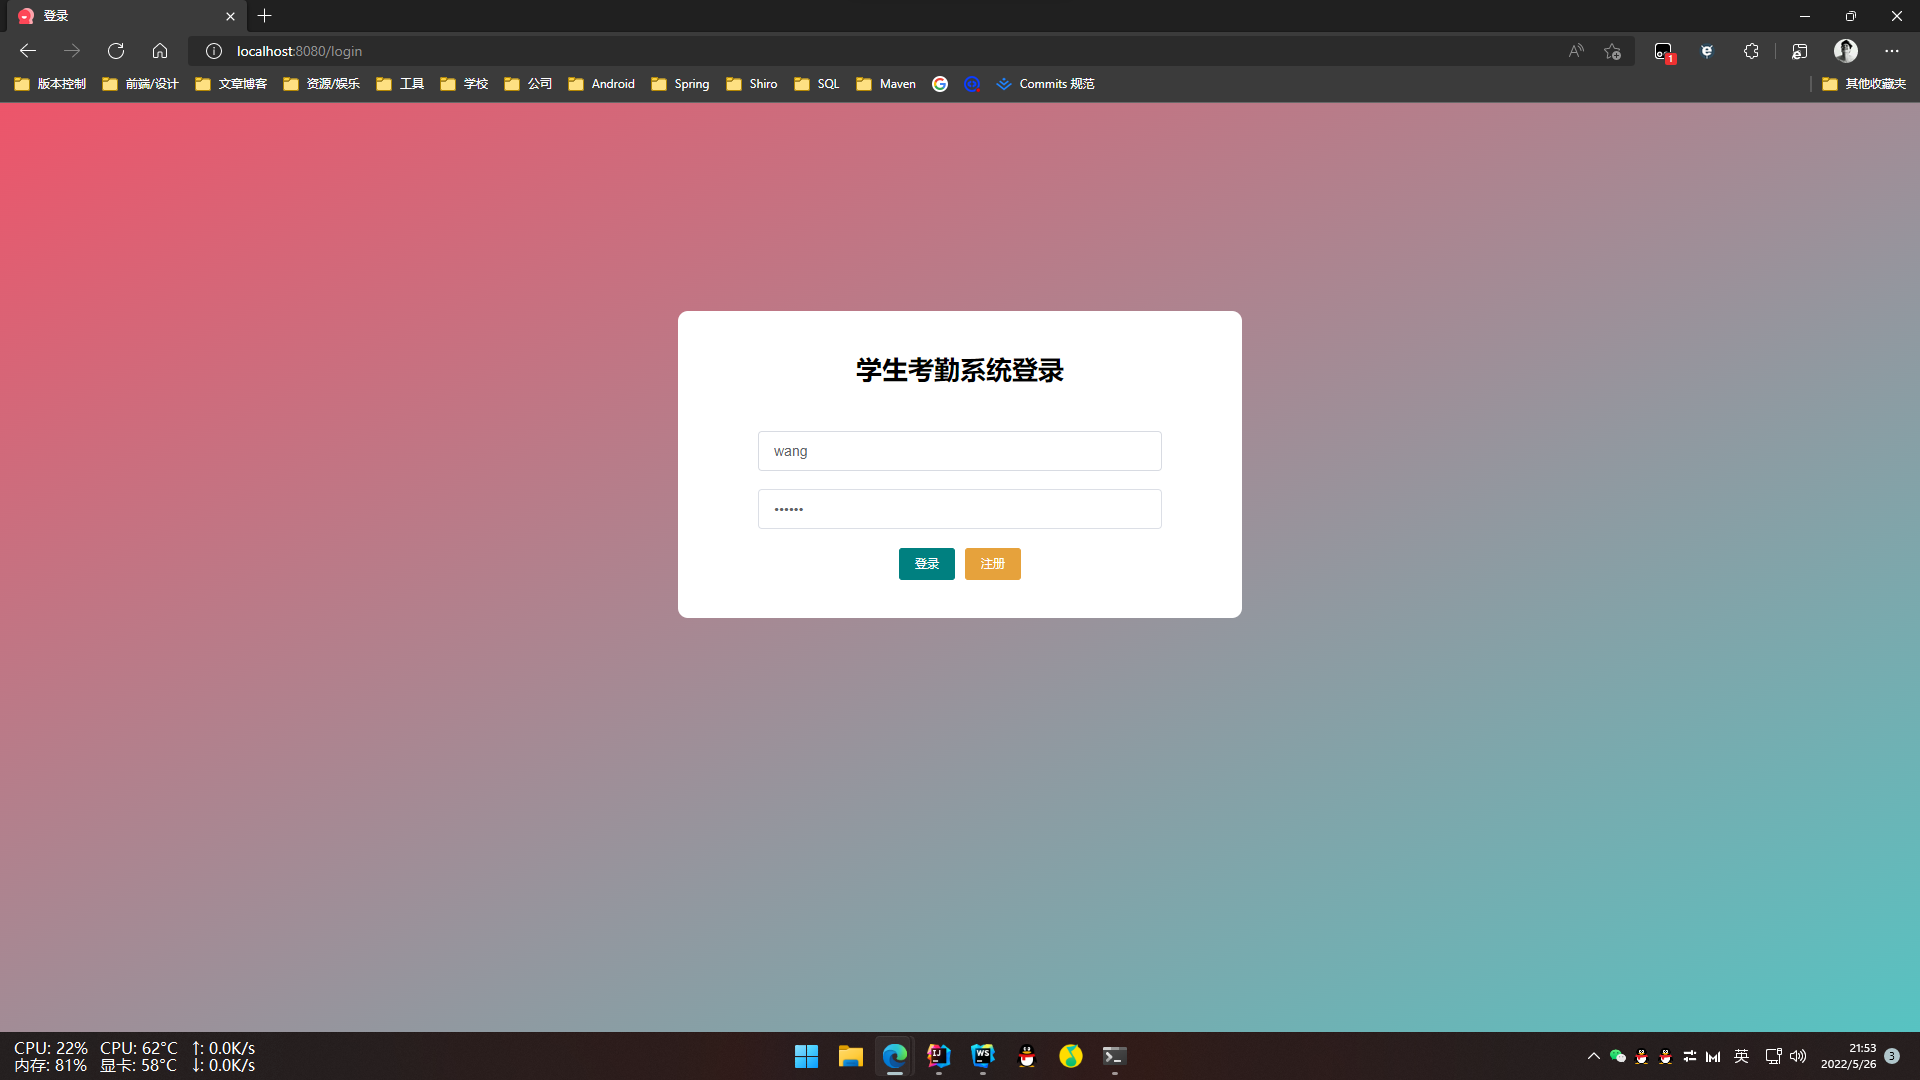 登录
localhost:8080/login
1
版本控制 前端/设计 文章博客 资源/娱乐 工具 学校 公司 Android Spring Shiro SQL Maven Commits 规范 其他收藏夹
学生考勤系统登录
wang
••••••
登录 注册
CPU: 22% CPU: 62°C ↑: 0.0K/s
内存: 81% 显卡: 58°C ↓: 0.0K/s
英
21:53
2022/5/26
3